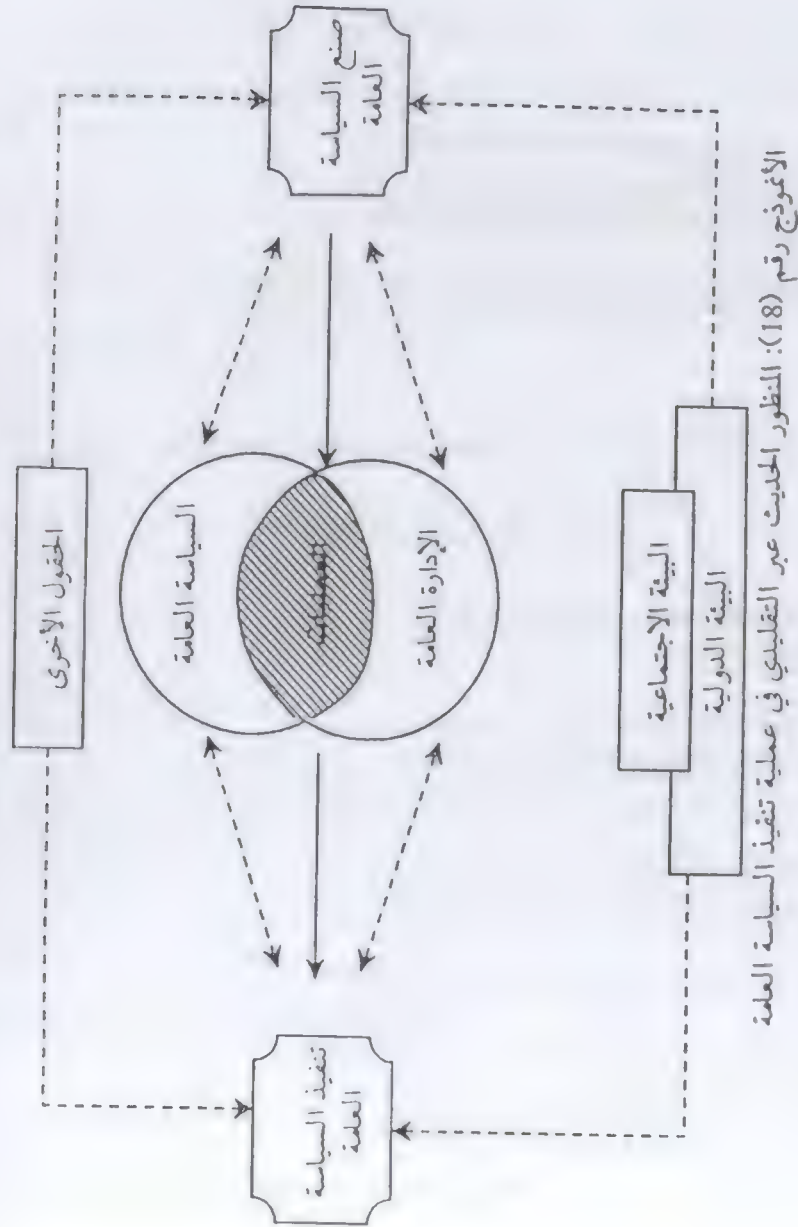 الحقول الأخرى
صنع السياسة
العامة
السياسة العامة
الإدارة العامة
تنفيذ السياسة
العامة
البيئة الاجتماعية
البيئة الدولية
الأنموذج رقم (18): المنظور الحديث عبر التقليدي في عملية تنفيذ السياسة العامة